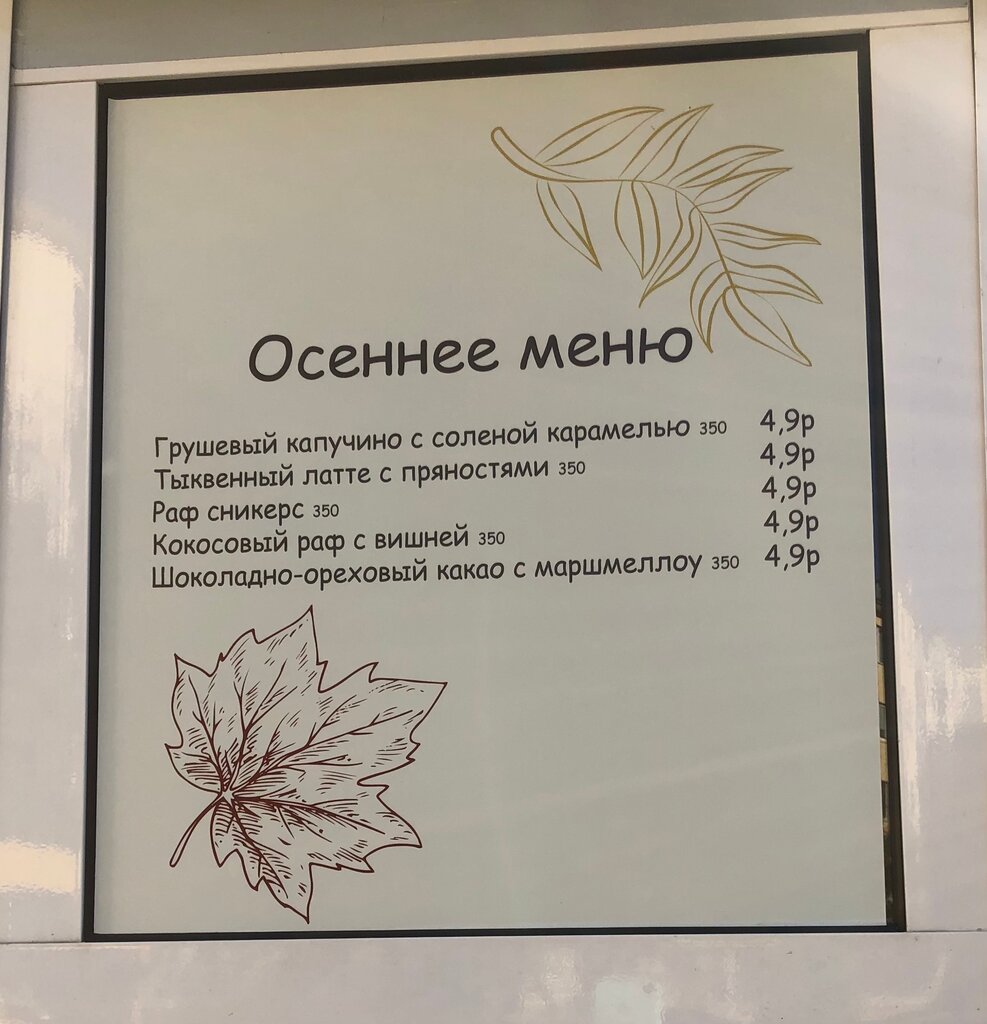 Осеннее меню
Грушевый капучино с соленой карамелью 350 4,9р
Тыквенный латте с пряностями 350 4,9р
Раф сникерс 350 4,9р
Кокосовый раф с вишней 350 4,9р
Шоколадно-ореховый какао с маршмеллоу 350 4,9р